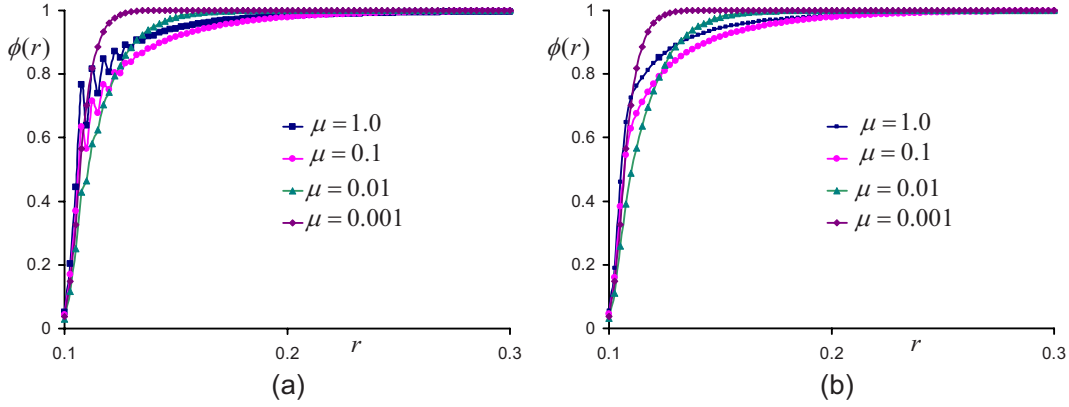 1
ϕ(r)
0.8
0.6
0.4
0.2
0
0.1
0.2
r
0.3
μ = 1.0
μ = 0.1
μ = 0.01
μ = 0.001
(a)
1
ϕ(r)
0.8
0.6
0.4
0.2
0
0.1
0.2
r
0.3
μ = 1.0
μ = 0.1
μ = 0.01
μ = 0.001
(b)